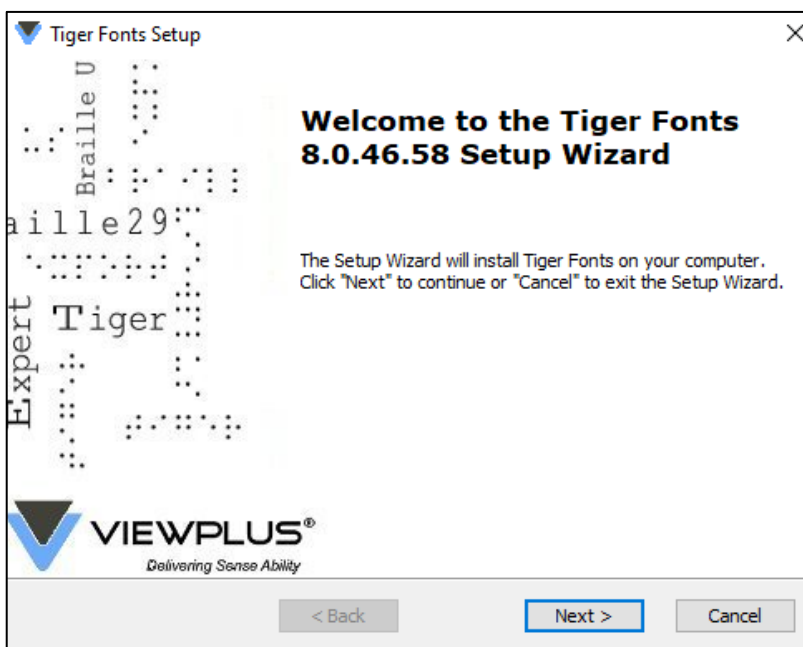 Tiger Fonts Setup
Welcome to the Tiger Fonts
8.0.46.58 Setup Wizard
The Setup Wizard will install Tiger Fonts on your computer.
Click "Next" to continue or "Cancel" to exit the Setup Wizard.
Braille U
aille29
Tiger
Expert
VIEWPLUS®
Delivering Sense Ability
< Back
Next >
Cancel